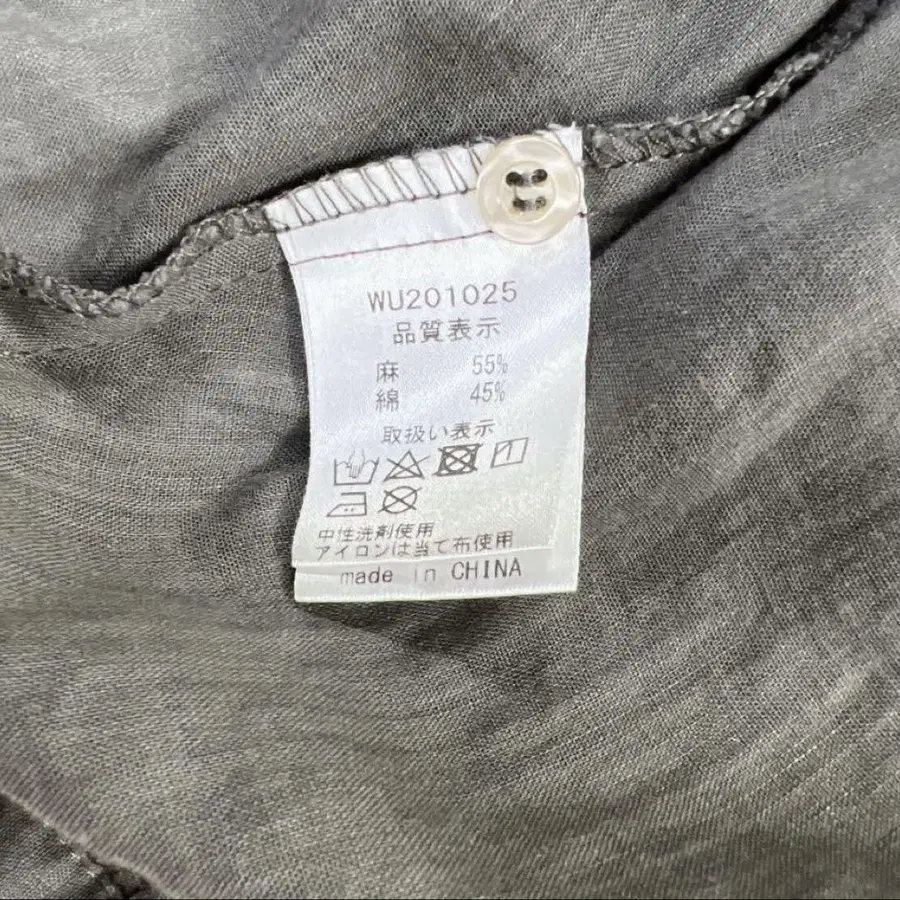 WU201025
品質表示
麻 55%
綿 45%
取扱い表示
中性洗剤使用
アイロンは当て布使用
made in CHINA